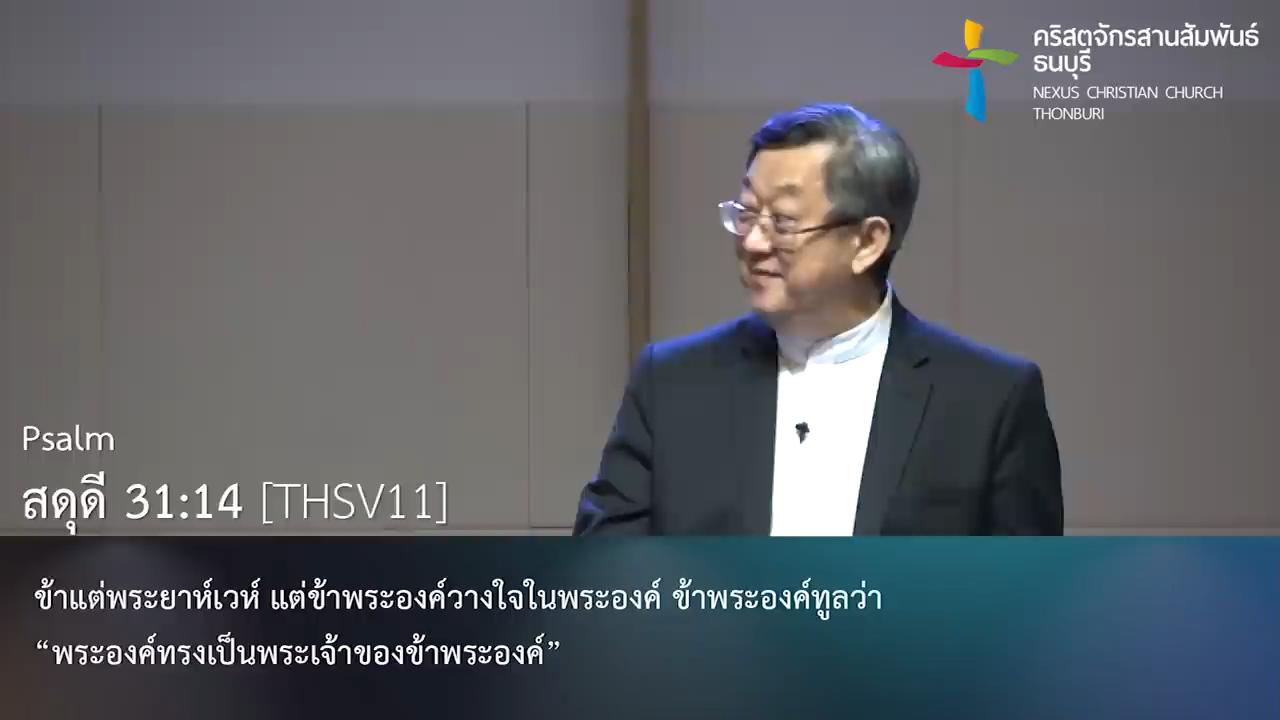 คริสตจักรสานสัมพันธ์
ธนบุรี
NEXUS CHRISTIAN CHURCH
THONBURI
Psalm
สดุดี 31:14 [THSV11]
ข้าแต่พระยาห์เวห์ แต่ข้าพระองค์วางใจในพระองค์ ข้าพระองค์ทูลว่า
“พระองค์ทรงเป็นพระเจ้าของข้าพระองค์”